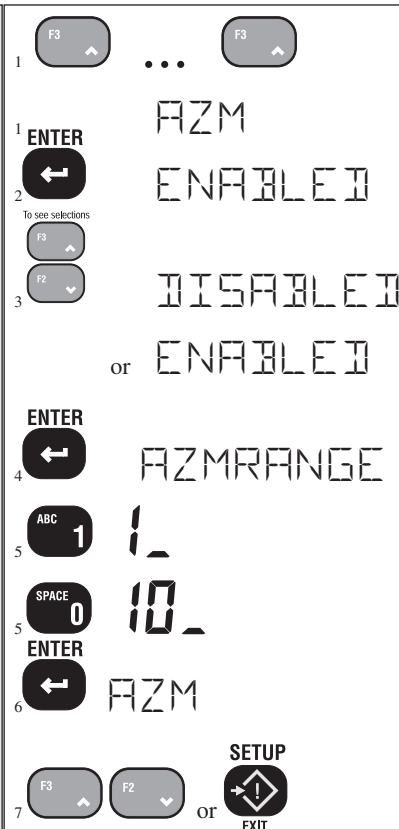 F3 ... F3
1
1 AZM
ENTER
2 ENABLED
To see selections
F3
F2
3 DISABLED
or ENABLED
ENTER
4 AZMRANGE
ABC 1
5 1_
SPACE 0
5 10_
ENTER
6 AZM
SETUP
7 F3 F2 or
EXIT